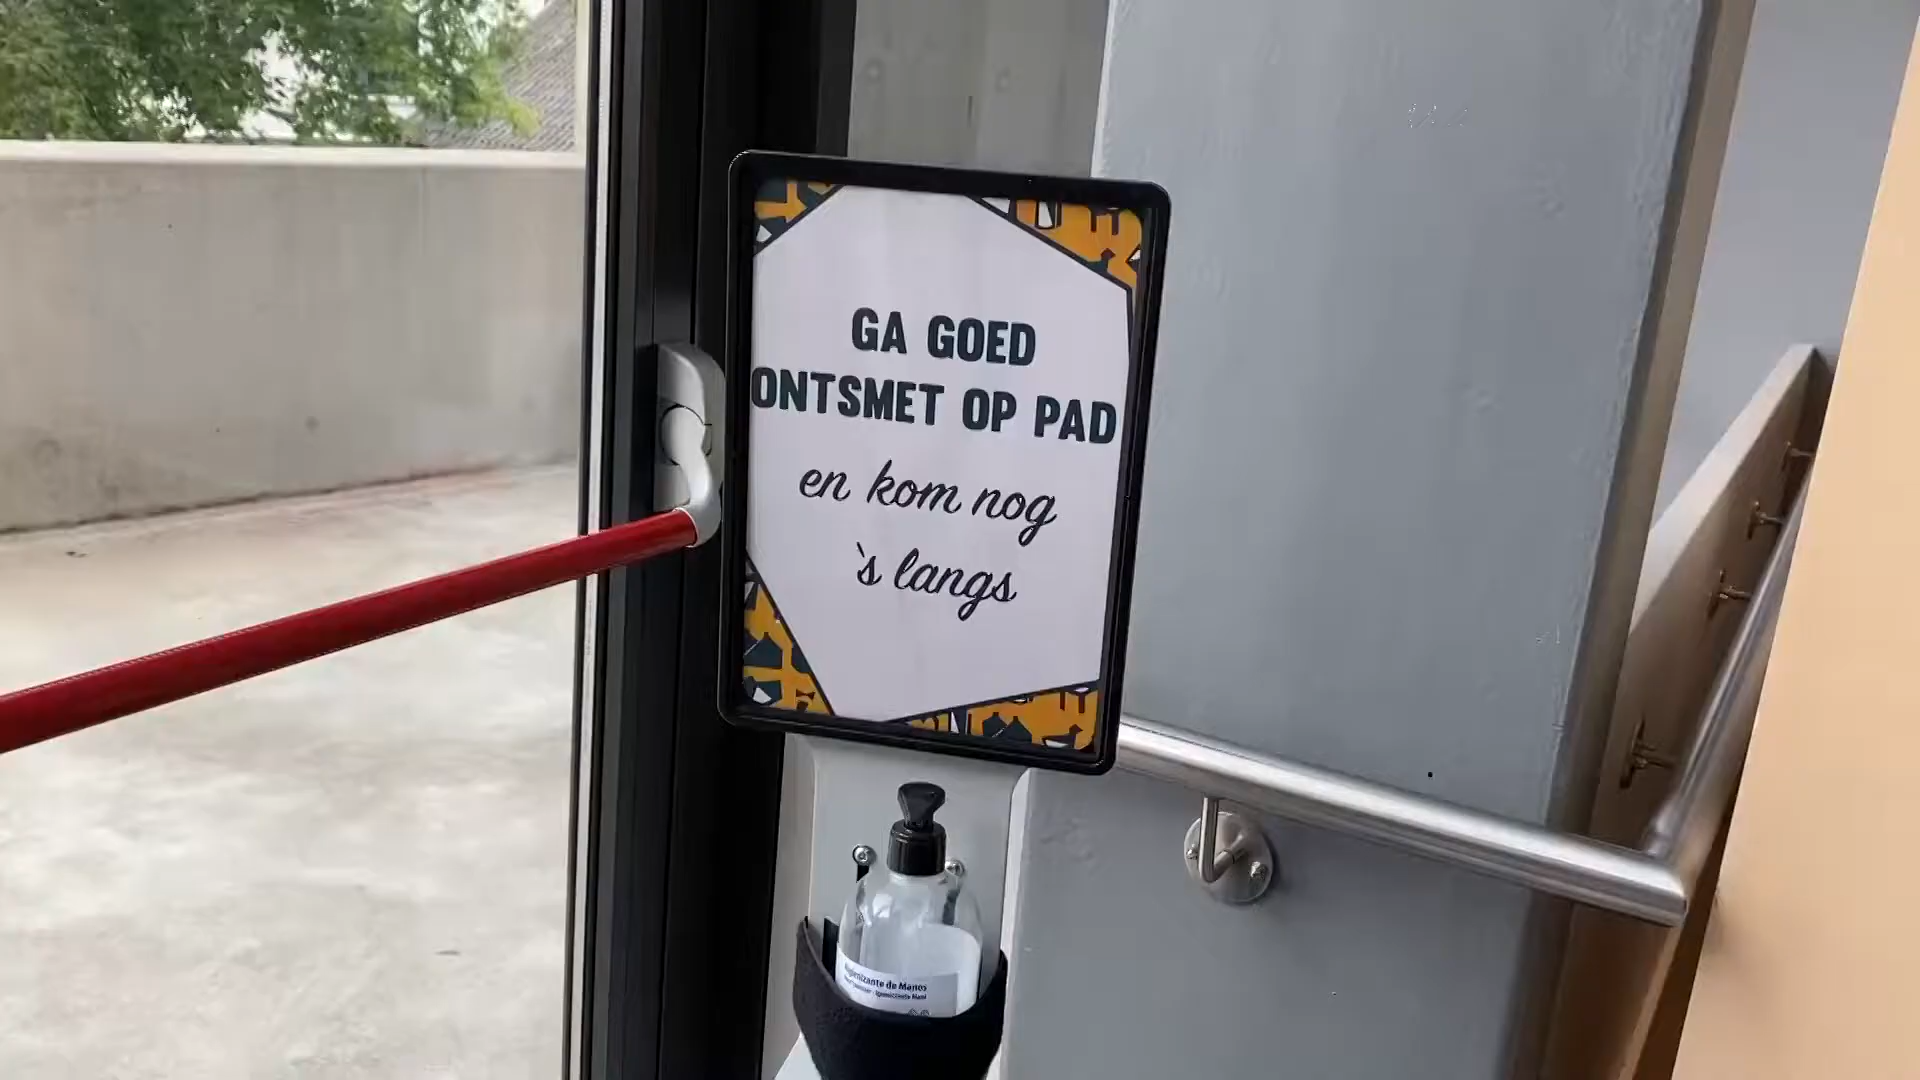 GA GOED
ONTSMET OP PAD
en kom nog
's langs
Higienizante de Manos